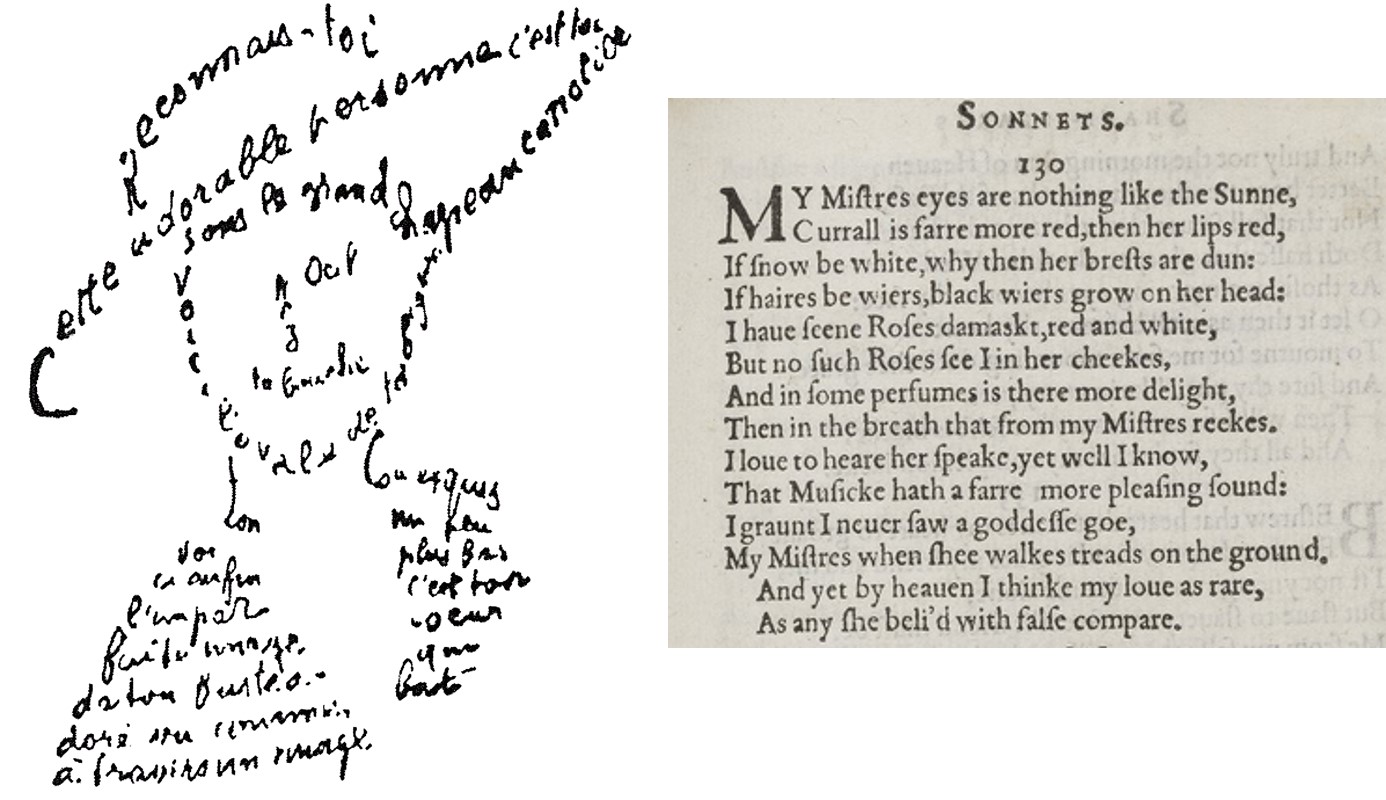 Reconnais-toi
Cette adorable personne c'est toi
sous le grand chapeau canotier
Oeil
Nez
la bouche
Voici l'ovale de ta figure
ton
Cou exquis
Voi
ci enfin
l'impar
faite image
de ton buste a
doré vu comme
à travers un nuage
un peu
plus bas
c'est ton
coeur
qui
bat
SONNETS.
130
MY Miſtres eyes are nothing like the Sunne,
Currall is farre more red,then her lips red,
If ſnow be white,why then her breſts are dun:
If haires be wiers,black wiers grow on her head:
I haue ſeene Roſes damaskt,red and white,
But no ſuch Roſes ſee I in her cheekes,
And in ſome perfumes is there more delight,
Then in the breath that from my Miſtres reekes.
I loue to heare her ſpeake,yet well I know,
That Muſicke hath a farre more pleaſing ſound:
I graunt I neuer ſaw a goddeſſe goe,
My Miſtres when ſhee walkes treads on the ground.
And yet by heauen I thinke my loue as rare,
As any ſhe beli'd with falſe compare.